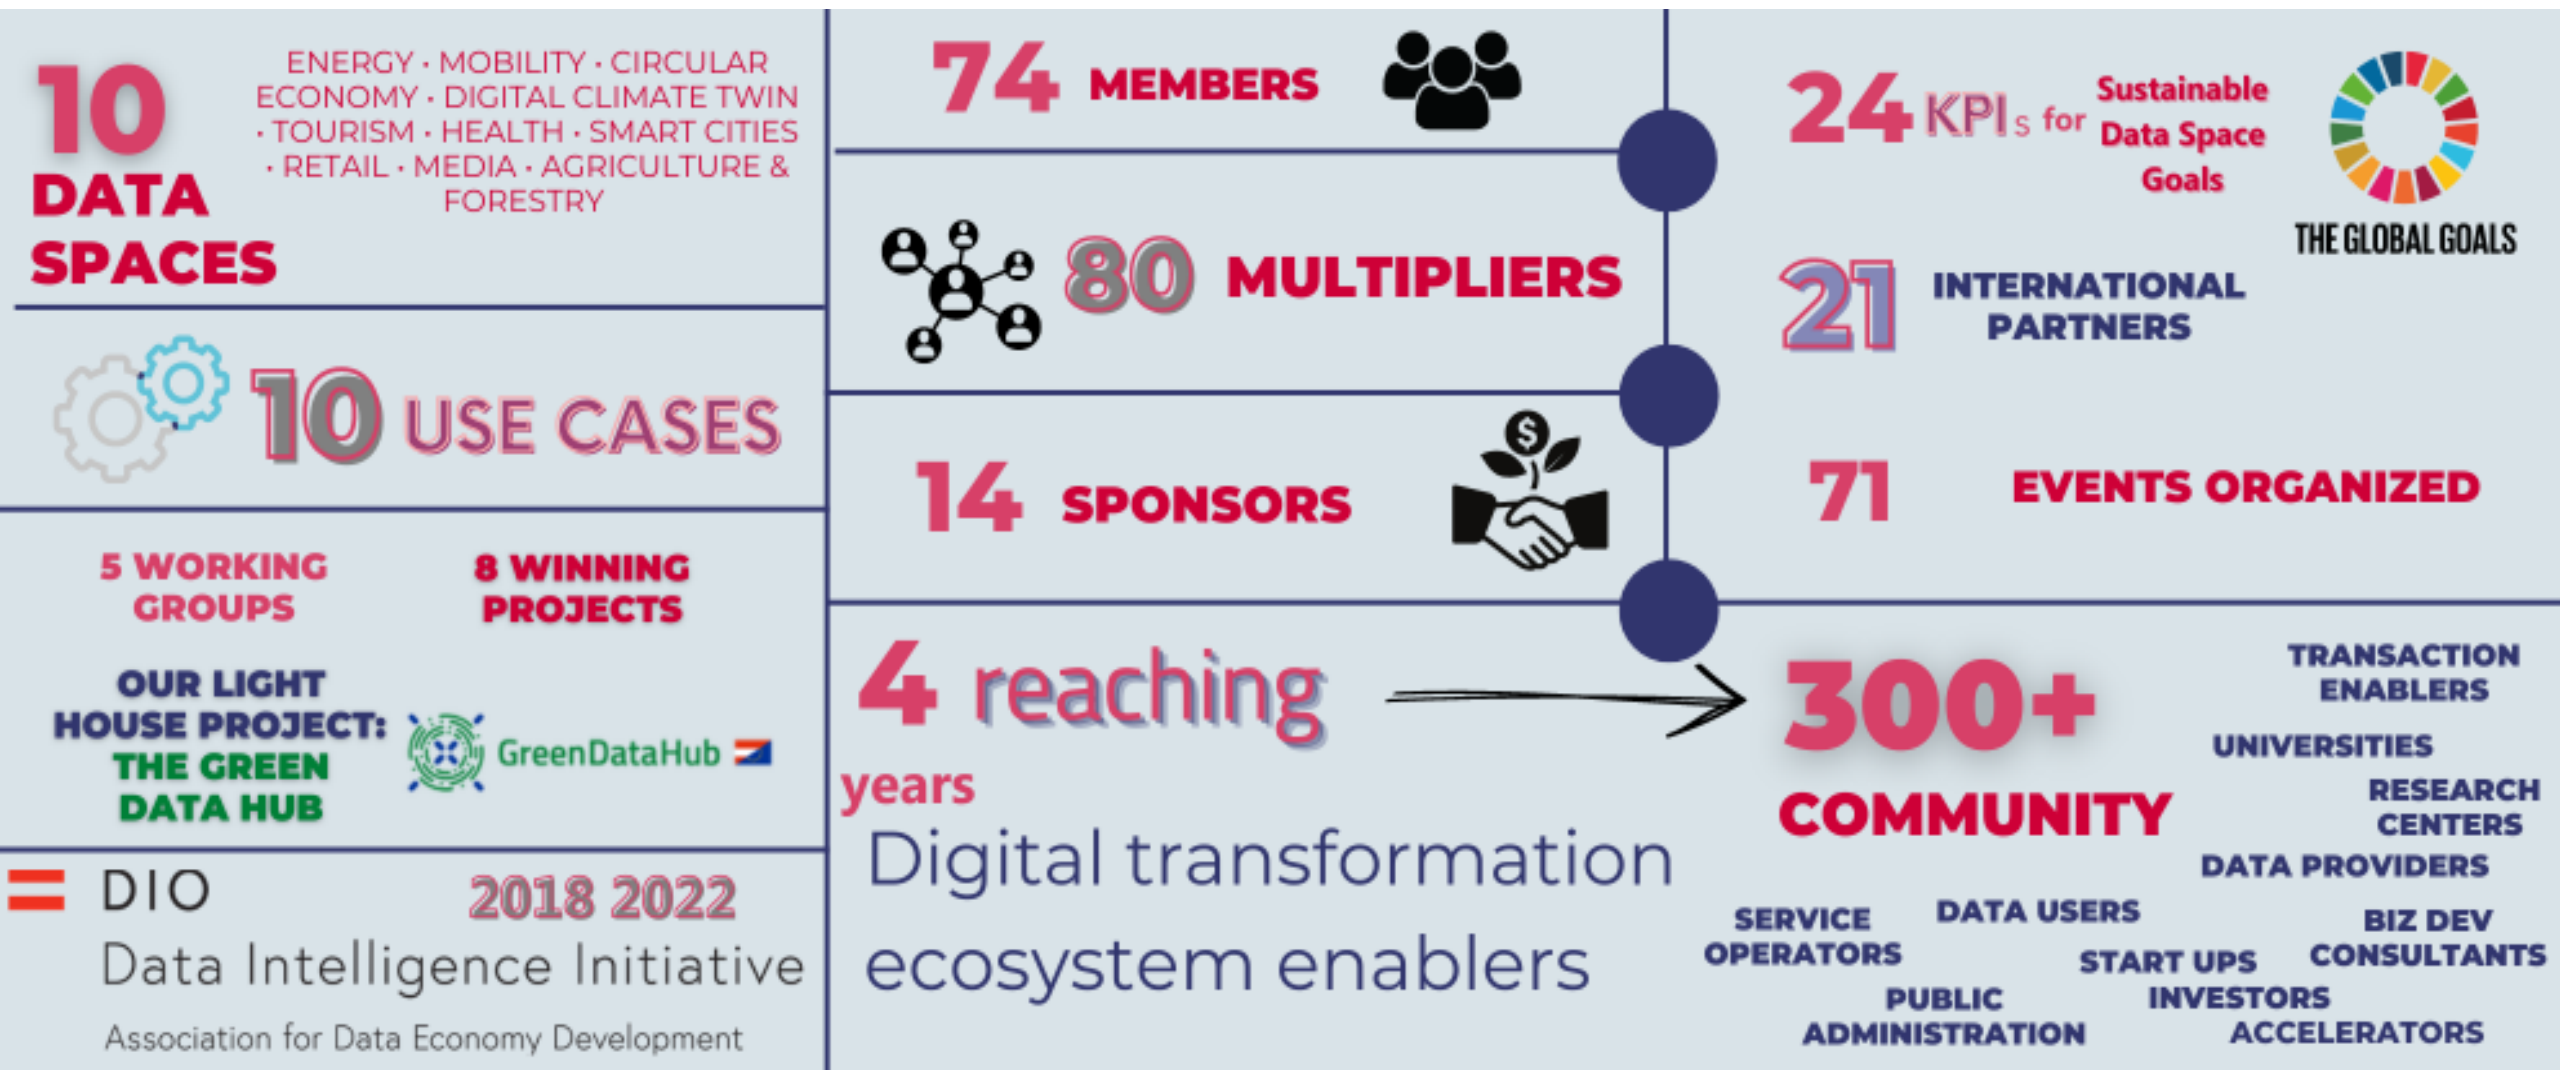 10
DATA
SPACES
ENERGY · MOBILITY · CIRCULAR
ECONOMY · DIGITAL CLIMATE TWIN
· TOURISM · HEALTH · SMART CITIES
· RETAIL · MEDIA · AGRICULTURE &
FORESTRY
10 USE CASES
5 WORKING
GROUPS
8 WINNING
PROJECTS
OUR LIGHT
HOUSE PROJECT:
THE GREEN
DATA HUB
GreenDataHub
DIO
2018 2022
Data Intelligence Initiative
Association for Data Economy Development
74 MEMBERS
80 MULTIPLIERS
$
14 SPONSORS
4 reaching
years
Digital transformation
ecosystem enablers
24 KPIs for
Sustainable
Data Space
Goals
THE GLOBAL GOALS
21
INTERNATIONAL
PARTNERS
71 EVENTS ORGANIZED
300+
COMMUNITY
TRANSACTION
ENABLERS
UNIVERSITIES
RESEARCH
CENTERS
DATA PROVIDERS
DATA USERS
SERVICE
OPERATORS
BIZ DEV
CONSULTANTS
START UPS
INVESTORS
PUBLIC
ADMINISTRATION
ACCELERATORS